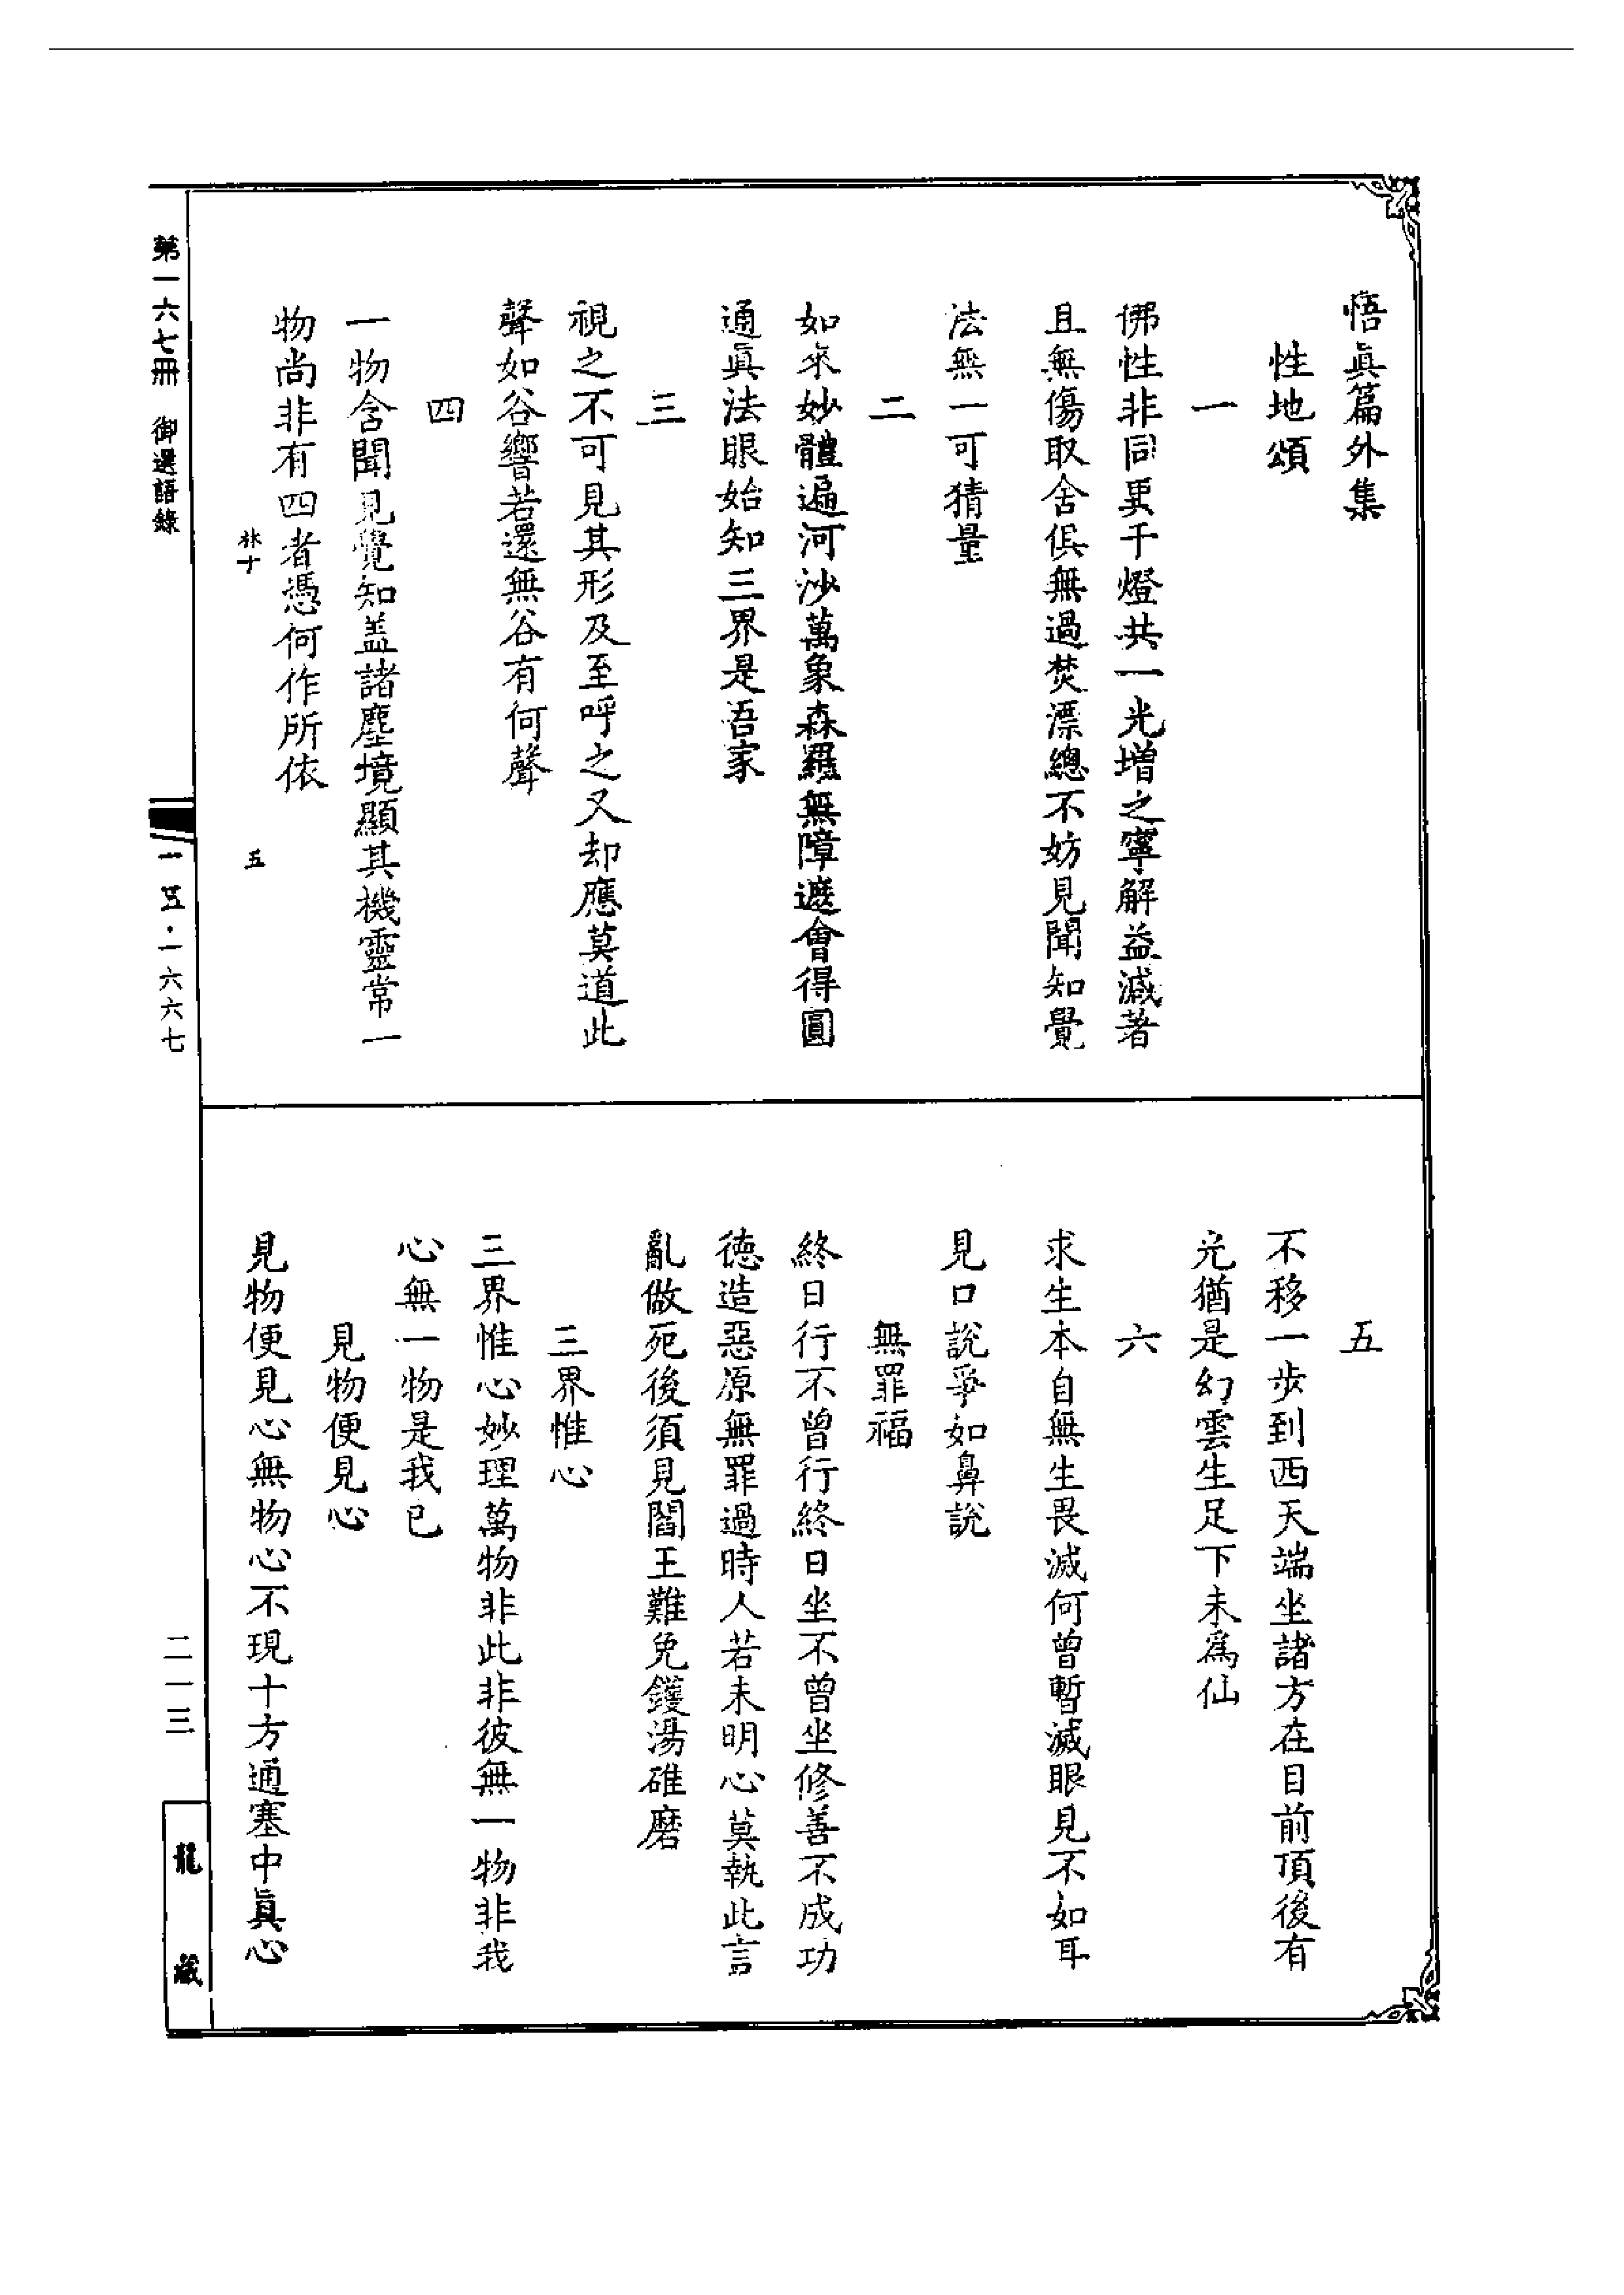 悟眞篇外集
性地頌
一
佛性非同異千燈共一光增之寧解益減著
且無傷取舍俱無過焚漂總不妨見聞知覺
法無一可猜量
二
如來妙體遍河沙萬象森羅無障遮會得圓
通眞法眼始知三界是吾家
三
視之不可見其形及至呼之又却應莫道此
聲如谷響若還無谷有何聲
四
一物含聞見覺知盖諸塵境顯其機靈常一
物尚非有四者憑何作所依
五
不移一步到西天端坐諸方在目前頂後有
光猶是幻雲生足下未爲仙
六
求生本自無生畏滅何曾暫滅眼見不如耳
見口說爭如鼻說
無罪福
終日行不曾行終日坐不曾坐修善不成功
德造惡原無罪過時人若未明心莫執此言
亂做死後須見閻王難免鑊湯碓磨
三界惟心
三界惟心妙理萬物非此非彼無一物非我
心無一物是我已
見物便見心
見物便見心無物心不現十方通塞中眞心
第一六七冊 御選語錄
五
一五·一六六七
二一三
龍藏